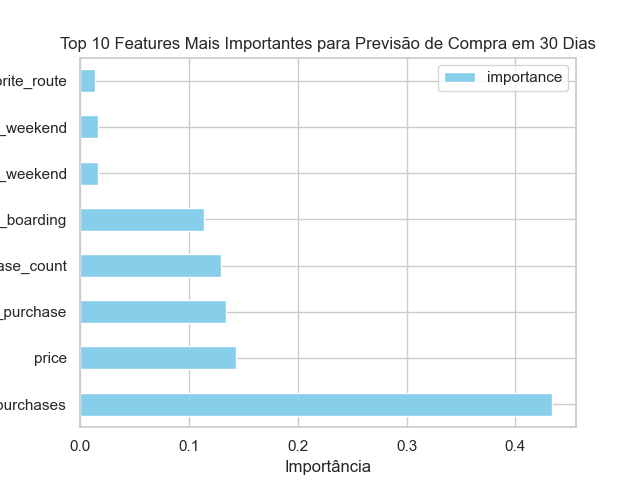 Top 10 Features Mais Importantes para Previsão de Compra em 30 Dias
importance
orite_route
_weekend
_weekend
_boarding
ase_count
_purchase
price
purchases
0.0 0.1 0.2 0.3 0.4
Importância